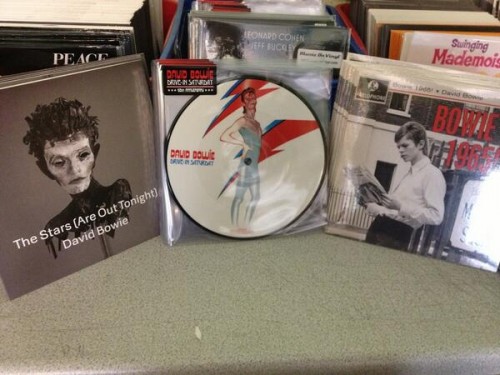 PEACE
LEONARD COHEN
JEFF BUCKLEY
Swinging
Mademois
The Stars (Are Out Tonight)
David Bowie
DAVID BOWIE
DRIVE-IN SATURDAY
DAVID BOWIE
DRIVE-IN SATURDAY
David Bowie
BOWIE
1965